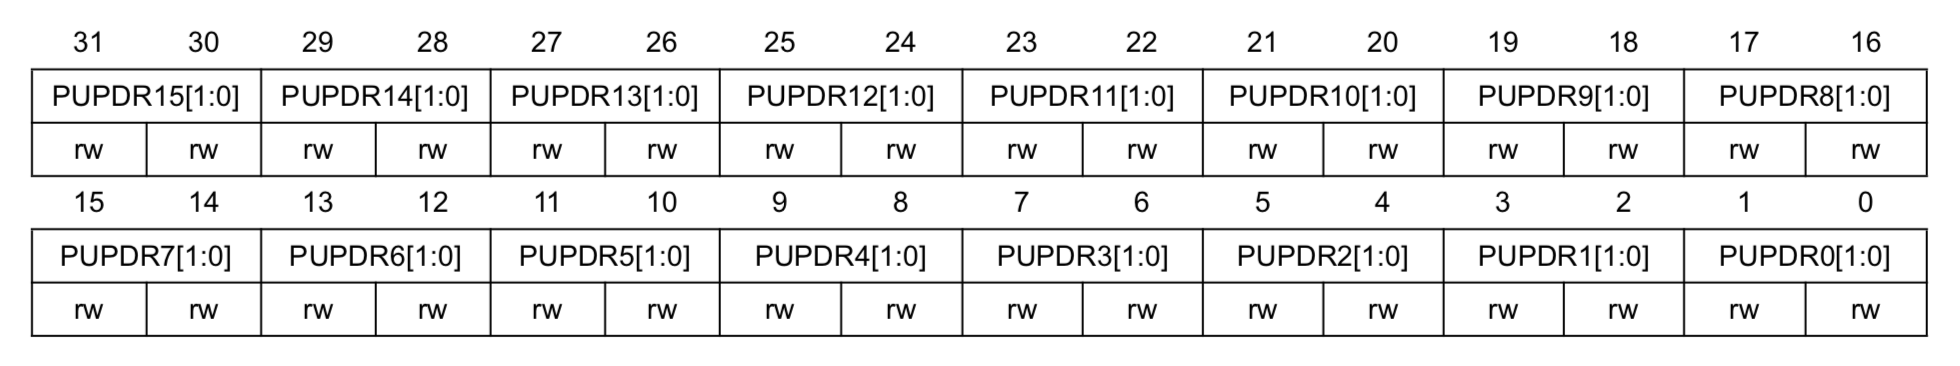 31 30 29 28 27 26 25 24 23 22 21 20 19 18 17 16
PUPDR15[1:0] PUPDR14[1:0] PUPDR13[1:0] PUPDR12[1:0] PUPDR11[1:0] PUPDR10[1:0] PUPDR9[1:0] PUPDR8[1:0]
rw rw rw rw rw rw rw rw rw rw rw rw rw rw rw rw
15 14 13 12 11 10 9 8 7 6 5 4 3 2 1 0
PUPDR7[1:0] PUPDR6[1:0] PUPDR5[1:0] PUPDR4[1:0] PUPDR3[1:0] PUPDR2[1:0] PUPDR1[1:0] PUPDR0[1:0]
rw rw rw rw rw rw rw rw rw rw rw rw rw rw rw rw